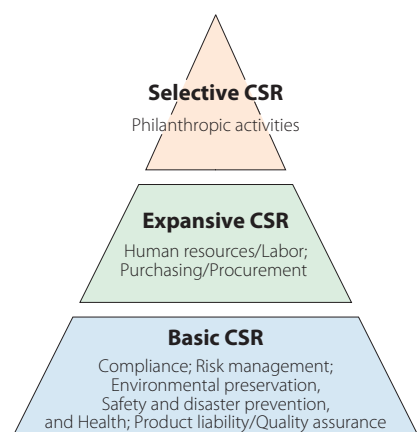 Selective CSR
Philanthropic activities
Expansive CSR
Human resources/Labor;
Purchasing/Procurement
Basic CSR
Compliance; Risk management;
Environmental preservation,
Safety and disaster prevention,
and Health; Product liability/Quality assurance